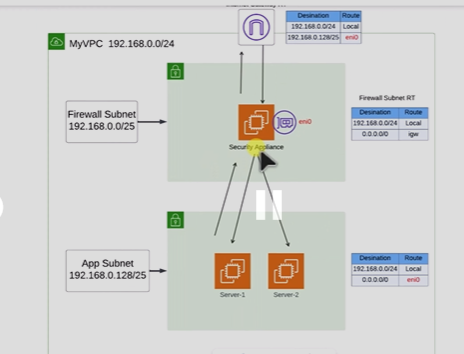 Desination Route
192.168.0.0/24 Local
192.168.0.128/25 eni0
MyVPC 192.168.0.0/24
Firewall Subnet
192.168.0.0/25
eni0
Security Appliance
Firewall Subnet RT
Desination Route
192.168.0.0/24 Local
0.0.0.0/0 igw
App Subnet
192.168.0.128/25
Server-1
Server-2
Desination Route
192.168.0.0/24 Local
0.0.0.0/0 eni0